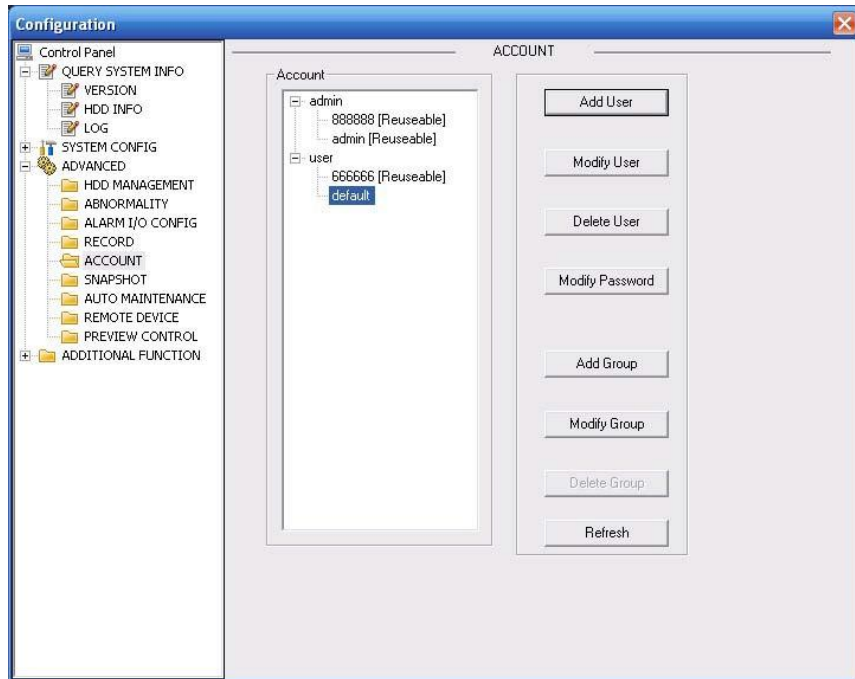 Configuration
Control Panel
QUERY SYSTEM INFO
VERSION
HDD INFO
LOG
SYSTEM CONFIG
ADVANCED
HDD MANAGEMENT
ABNORMALITY
ALARM I/O CONFIG
RECORD
ACCOUNT
SNAPSHOT
AUTO MAINTENANCE
REMOTE DEVICE
PREVIEW CONTROL
ADDITIONAL FUNCTION
ACCOUNT
Account
admin
888888 [Reuseable]
admin [Reuseable]
user
666666 [Reuseable]
default
Add User
Modify User
Delete User
Modify Password
Add Group
Modify Group
Delete Group
Refresh